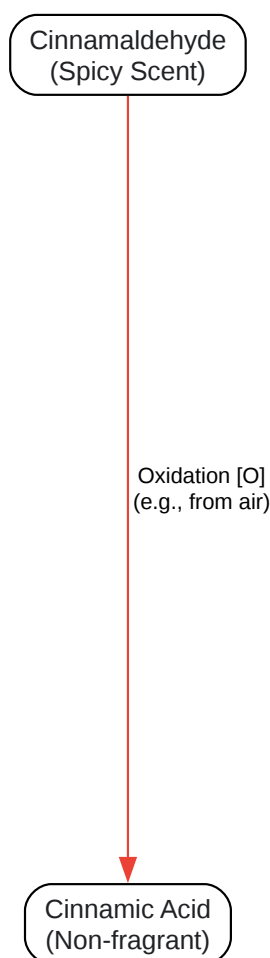 Cinnamaldehyde
(Spicy Scent)
Oxidation [O]
(e.g., from air)
Cinnamic Acid
(Non-fragrant)